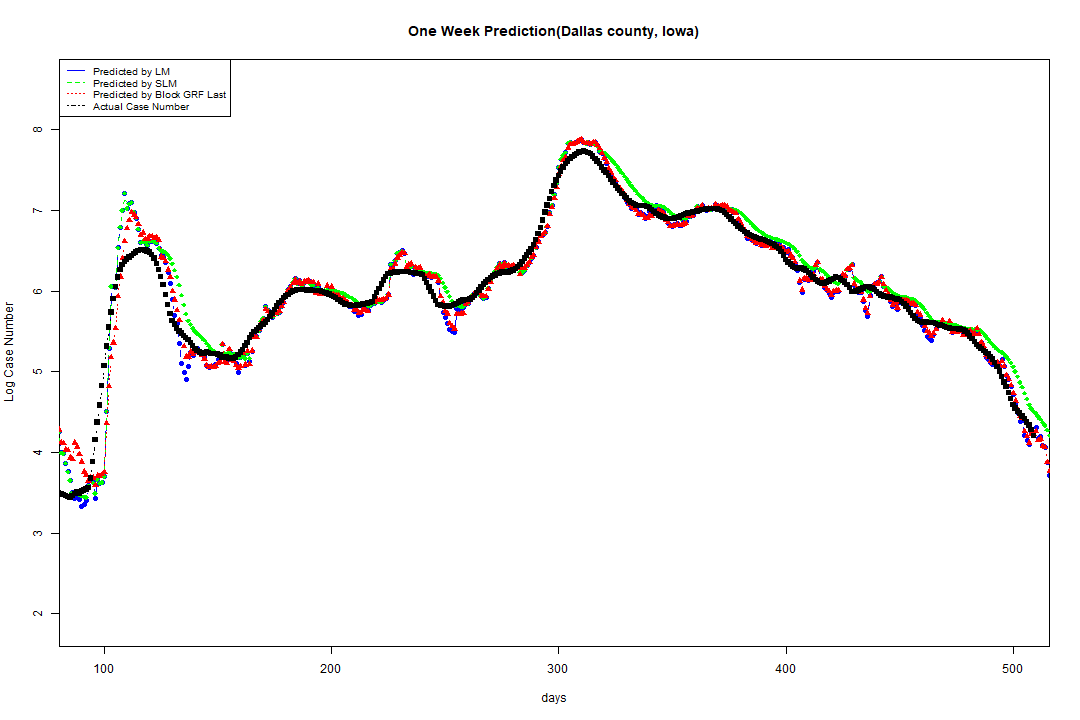 One Week Prediction(Dallas county, Iowa)
Predicted by LM
Predicted by SLM
Predicted by Block GRF Last
Actual Case Number
8
7
6
5
4
3
2
Log Case Number
100 200 300 400 500
days